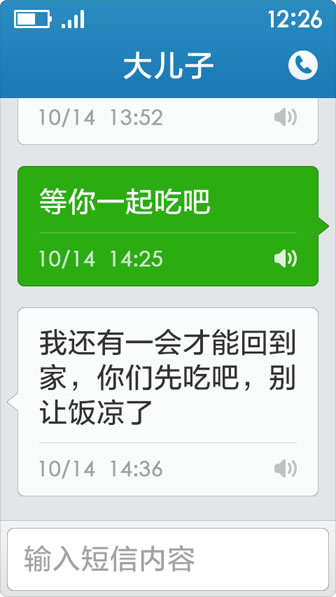 12:26
大儿子
10/14 13:52
等你一起吃吧
10/14 14:25
我还有一会才能回到
家，你们先吃吧，别
让饭凉了
10/14 14:36
输入短信内容